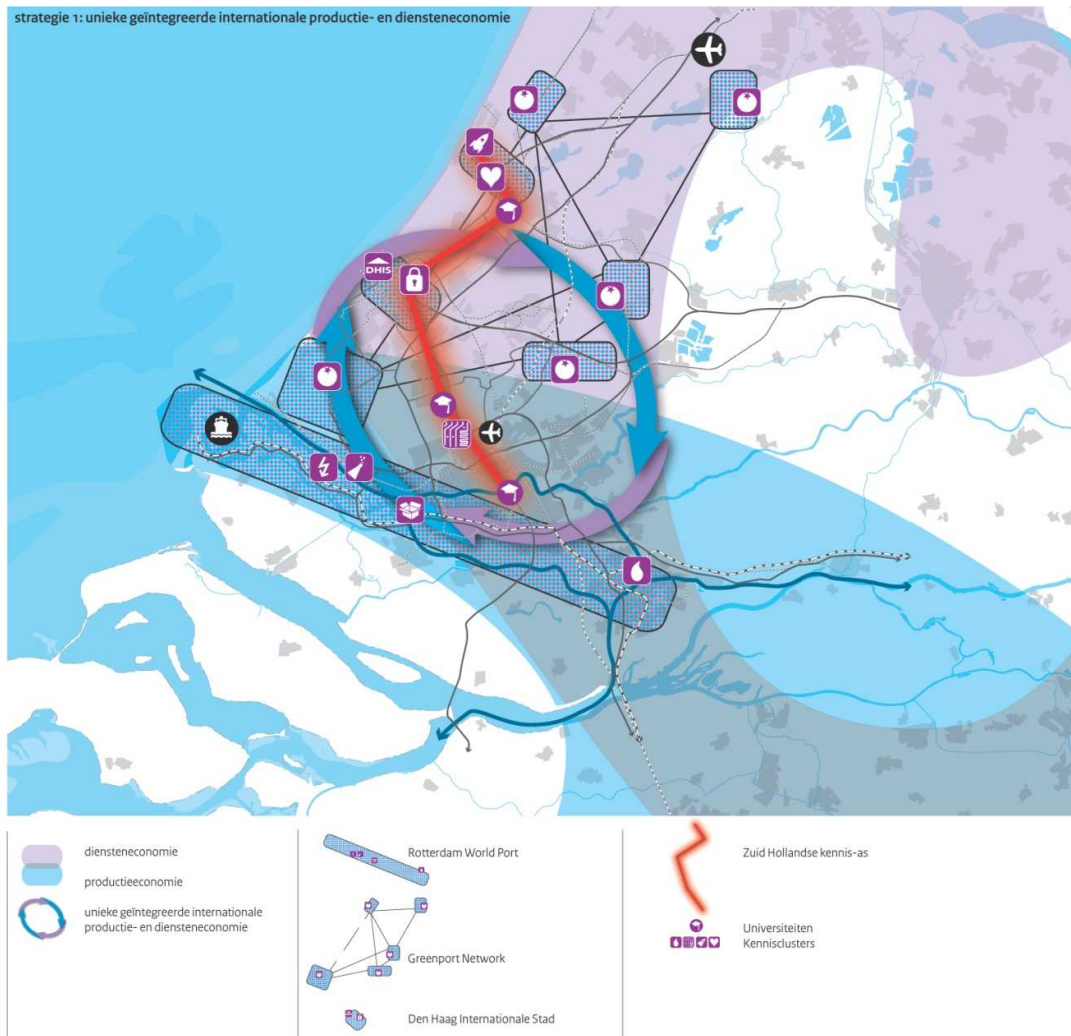 strategie 1: unieke geïntegreerde internationale productie- en diensteneconomie
DHIS
diensteneconomie
productieeconomie
unieke geïntegreerde internationale
productie- en diensteneconomie
Rotterdam World Port
Greenport Network
Den Haag Internationale Stad
Zuid Hollandse kennis-as
Universiteiten
Kennisclusters